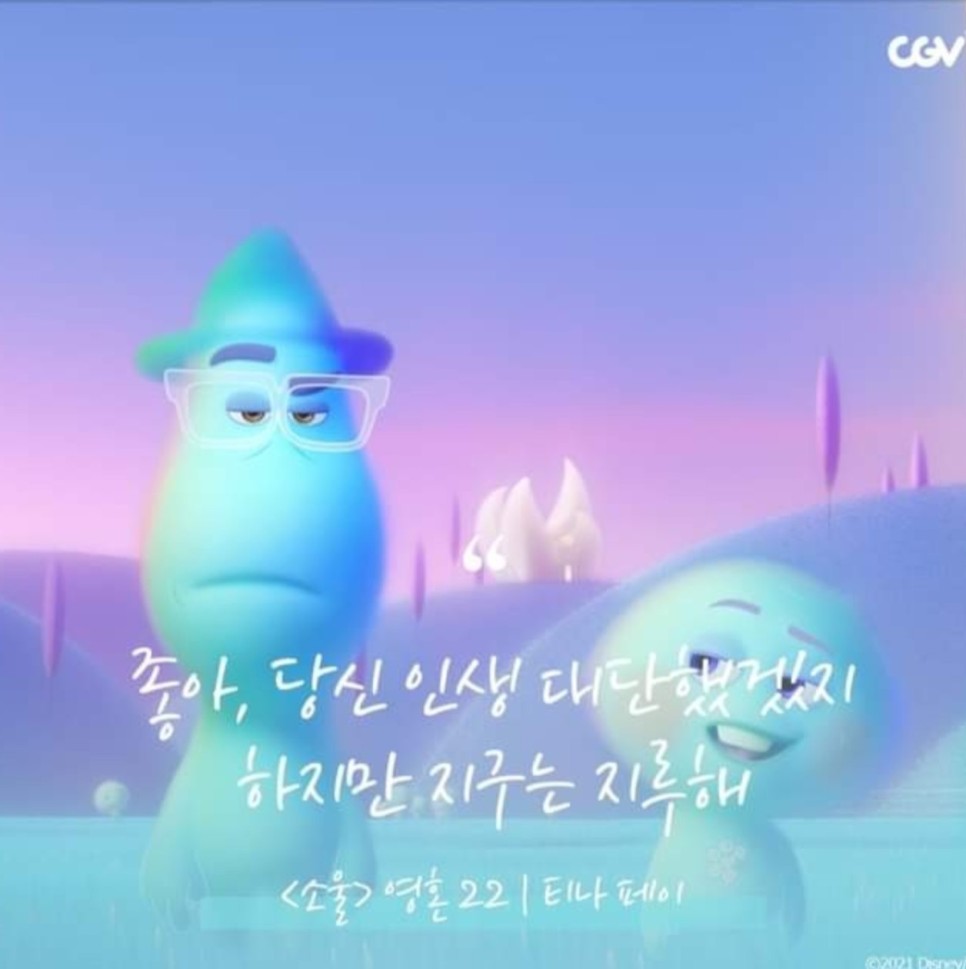 CGV
“
좋아, 당신 인생 대단했겠지
하지만 지구는 지루해
<소울> 영혼 22 | 티나 페이
©2021 Disney/